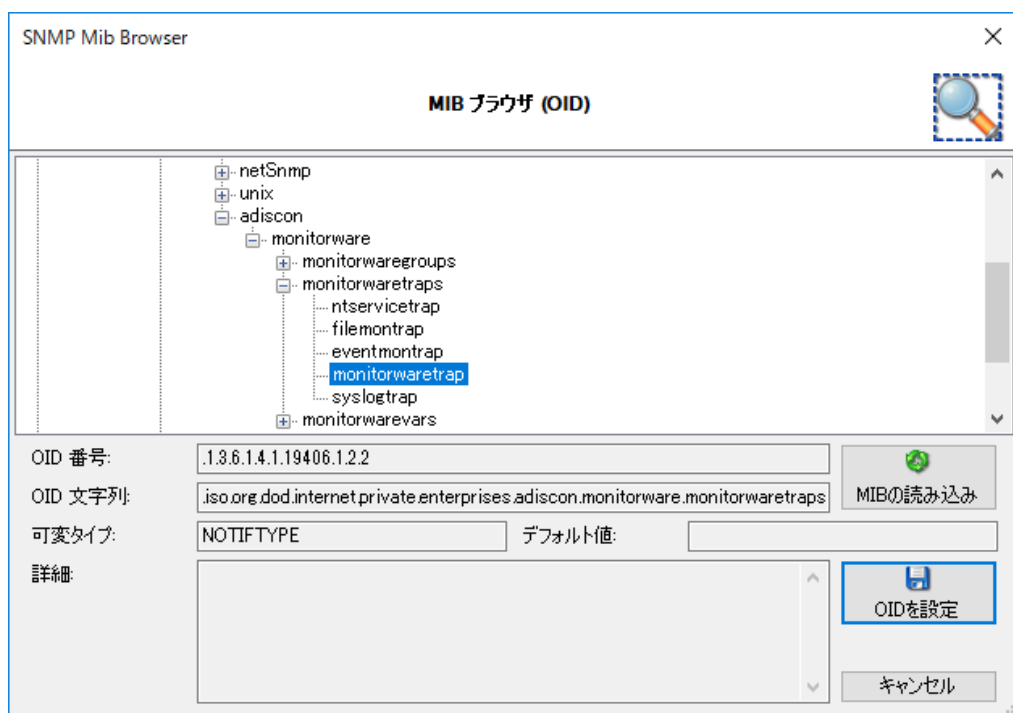 SNMP Mib Browser
MIB ブラウザ (OID)
netSnmp
unix
adiscon
monitorware
monitorwaregroups
monitorwaretraps
ntservicetrap
filemontrap
eventmontrap
monitorwaretrap
syslogtrap
monitorwarevars
OID 番号: .1.3.6.1.4.1.19406.1.2.2
OID 文字列: .iso.org.dod.internet.private.enterprises.adiscon.monitorware.monitorwaretraps
MIBの読み込み
可変タイプ: NOTIFTYPE デフォルト値:
詳細:
OIDを設定
キャンセル